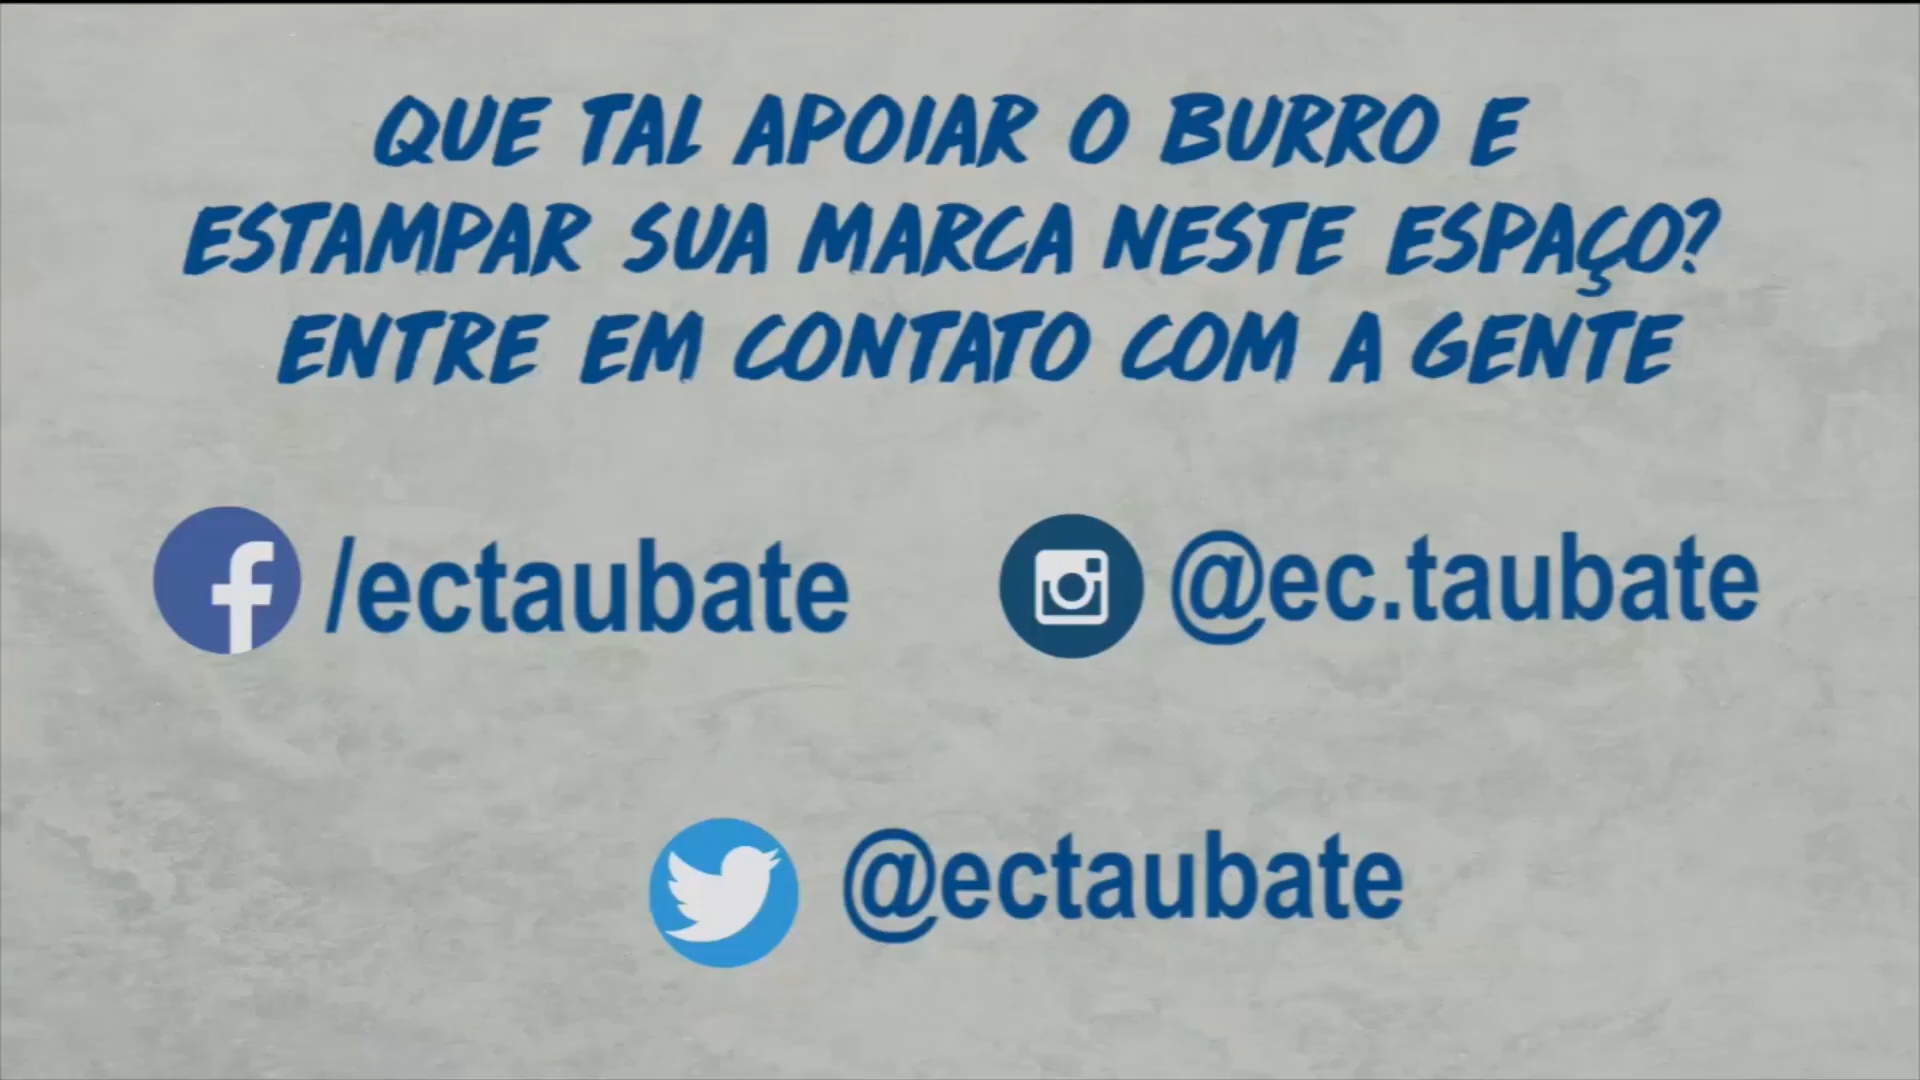 QUE TAL APOIAR O BURRO E
ESTAMPAR SUA MARCA NESTE ESPAÇO?
ENTRE EM CONTATO COM A GENTE
/ectaubate
@ec.taubate
@ectaubate